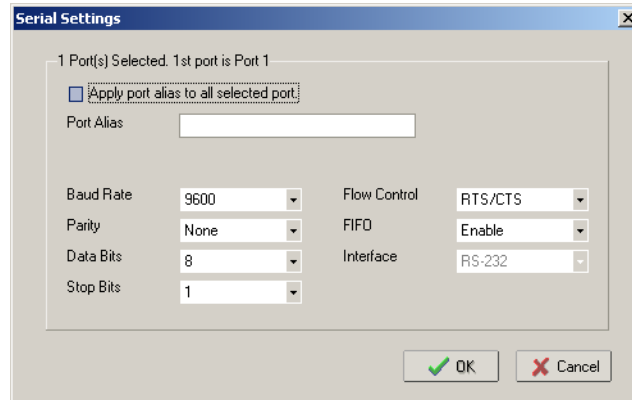 Serial Settings
1 Port(s) Selected. 1st port is Port 1
Apply port alias to all selected port.
Port Alias
Baud Rate 9600 Flow Control RTS/CTS
Parity None FIFO Enable
Data Bits 8 Interface RS-232
Stop Bits 1
OK Cancel